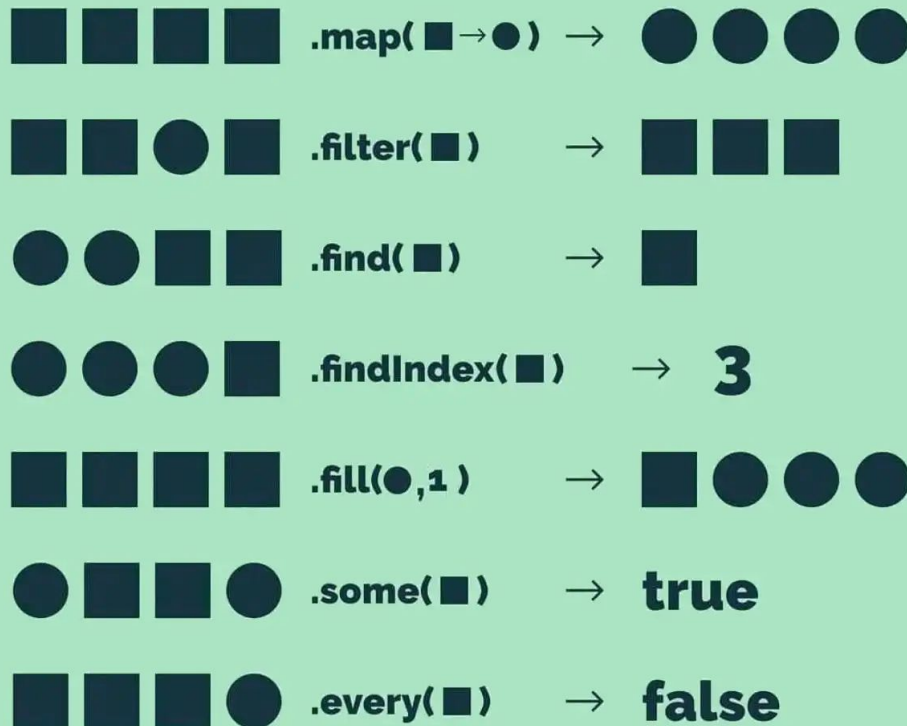 .map( ■→● ) →
.filter( ■ ) →
.find( ■ ) →
.findIndex( ■ ) → 3
.fill(●,1 ) →
.some( ■ ) → true
.every( ■ ) → false